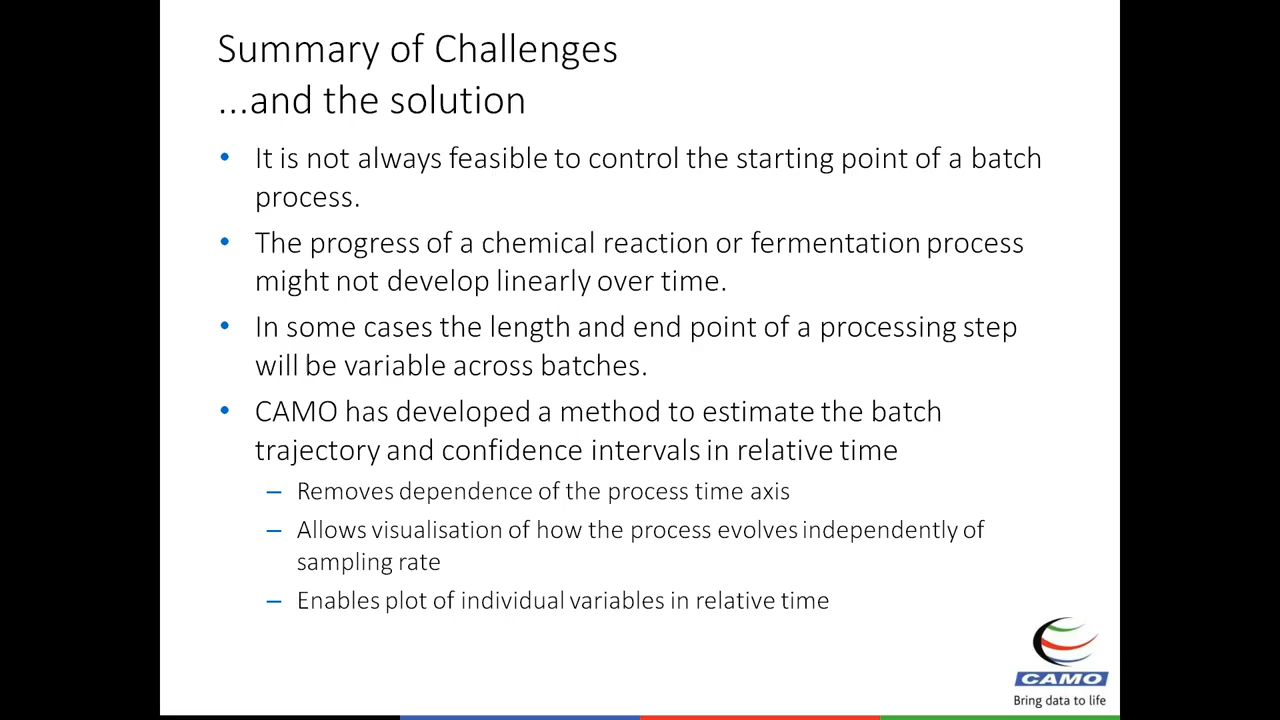 Summary of Challenges
...and the solution
• It is not always feasible to control the starting point of a batch
process.
• The progress of a chemical reaction or fermentation process
might not develop linearly over time.
• In some cases the length and end point of a processing step
will be variable across batches.
• CAMO has developed a method to estimate the batch
trajectory and confidence intervals in relative time
– Removes dependence of the process time axis
– Allows visualisation of how the process evolves independently of
sampling rate
– Enables plot of individual variables in relative time
CAMO
Bring data to life